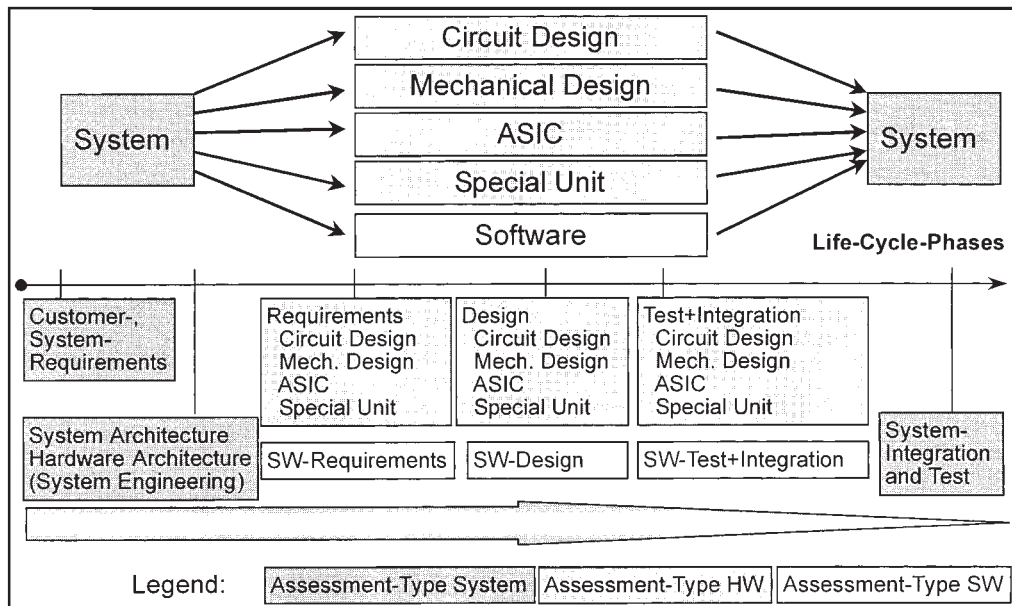 Circuit Design
Mechanical Design
System
ASIC
System
Special Unit
Software
Life-Cycle-Phases
Customer-,
System-
Requirements
Requirements
Circuit Design
Mech. Design
ASIC
Special Unit
Design
Circuit Design
Mech. Design
ASIC
Special Unit
Test+Integration
Circuit Design
Mech. Design
ASIC
Special Unit
System Architecture
Hardware Architecture
(System Engineering)
SW-Requirements
SW-Design
SW-Test+Integration
System-
Integration
and Test
Legend:
Assessment-Type System
Assessment-Type HW
Assessment-Type SW